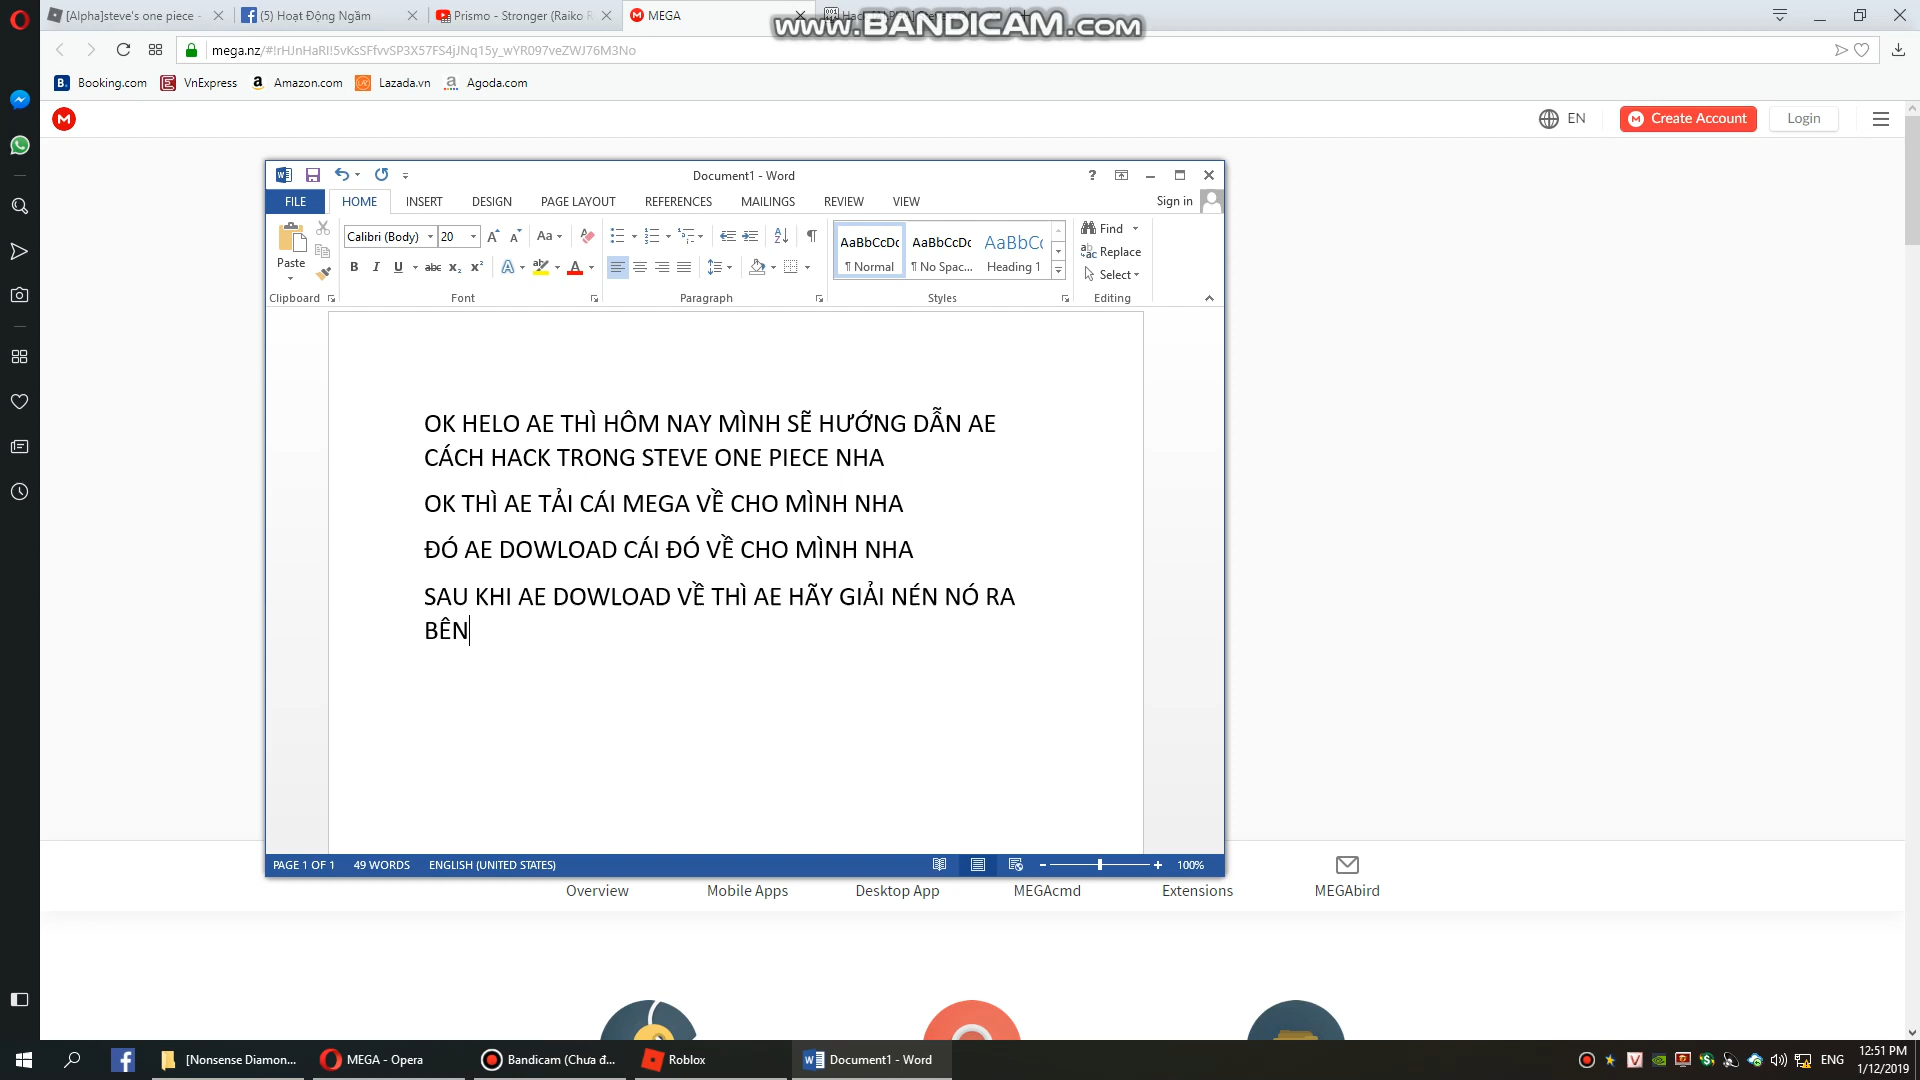 [Alpha]steve's one piece -
(5) Hoạt Động Ngầm
Prismo - Stronger (Raiko R
MEGA
www.BANDICAM.com
mega.nz/#!rHJnHaRI!5vKsSFfvvSP3X57FS4jJNq15y_wYR097veZWJ76M3No
Booking.com
VnExpress
Amazon.com
Lazada.vn
Agoda.com
EN
Create Account
Login
Document1 - Word
FILE HOME INSERT DESIGN PAGE LAYOUT REFERENCES MAILINGS REVIEW VIEW
Sign in
Calibri (Body) 20
Paste
AaBbCcDc AaBbCcDc AaBbCc
¶ Normal ¶ No Spac... Heading 1
Find
Replace
Select
Clipboard Font Paragraph Styles Editing
OK HELO AE THÌ HÔM NAY MÌNH SẼ HƯỚNG DẪN AE
CÁCH HACK TRONG STEVE ONE PIECE NHA
OK THÌ AE TẢI CÁI MEGA VỀ CHO MÌNH NHA
ĐÓ AE DOWLOAD CÁI ĐÓ VỀ CHO MÌNH NHA
SAU KHI AE DOWLOAD VỀ THÌ AE HÃY GIẢI NÉN NÓ RA
BÊN
PAGE 1 OF 1 49 WORDS ENGLISH (UNITED STATES)
100%
Overview
Mobile Apps
Desktop App
MEGAcmd
Extensions
MEGAbird
[Nonsense Diamon...
MEGA - Opera
Bandicam (Chưa đ...
Roblox
Document1 - Word
ENG
12:51 PM
1/12/2019